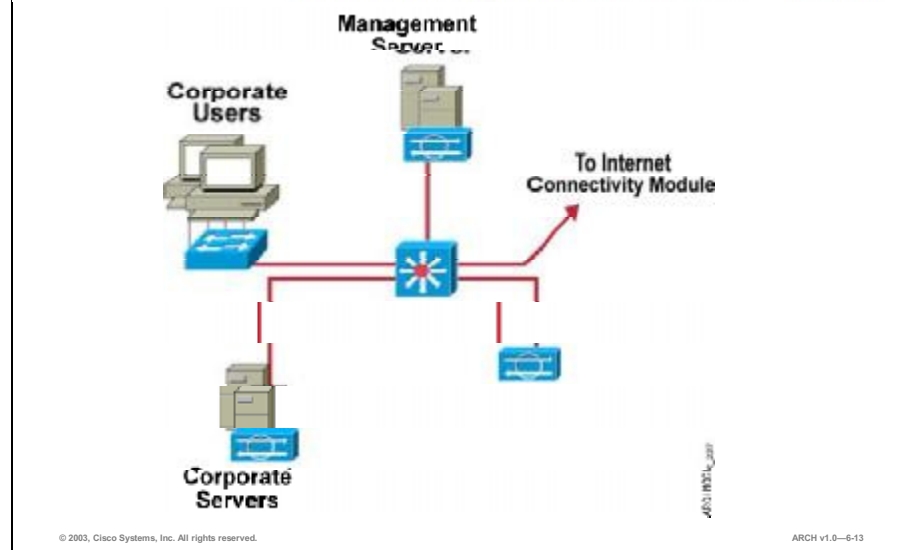 Management
Server
Corporate
Users
To Internet
Connectivity Module
Corporate
Servers
© 2003, Cisco Systems, Inc. All rights reserved.
ARCH v1.0—6-13